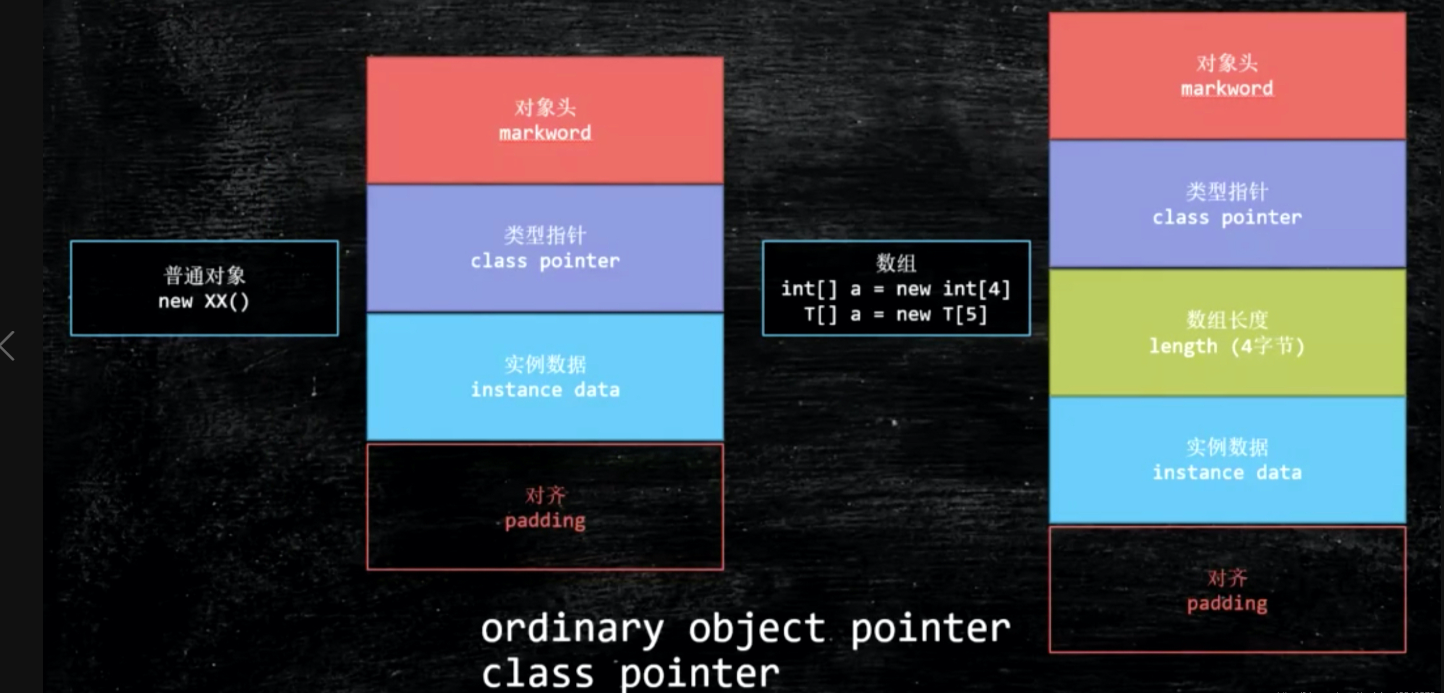 普通对象
new XX()
对象头
markword
类型指针
class pointer
实例数据
instance data
对齐
padding
数组
int[] a = new int[4]
T[] a = new T[5]
对象头
markword
类型指针
class pointer
数组长度
length (4字节)
实例数据
instance data
对齐
padding
ordinary object pointer
class pointer